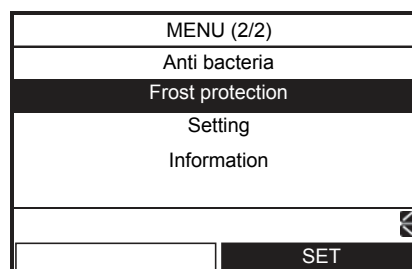 MENU (2/2)
Anti bacteria
Frost protection
Setting
Information
SET